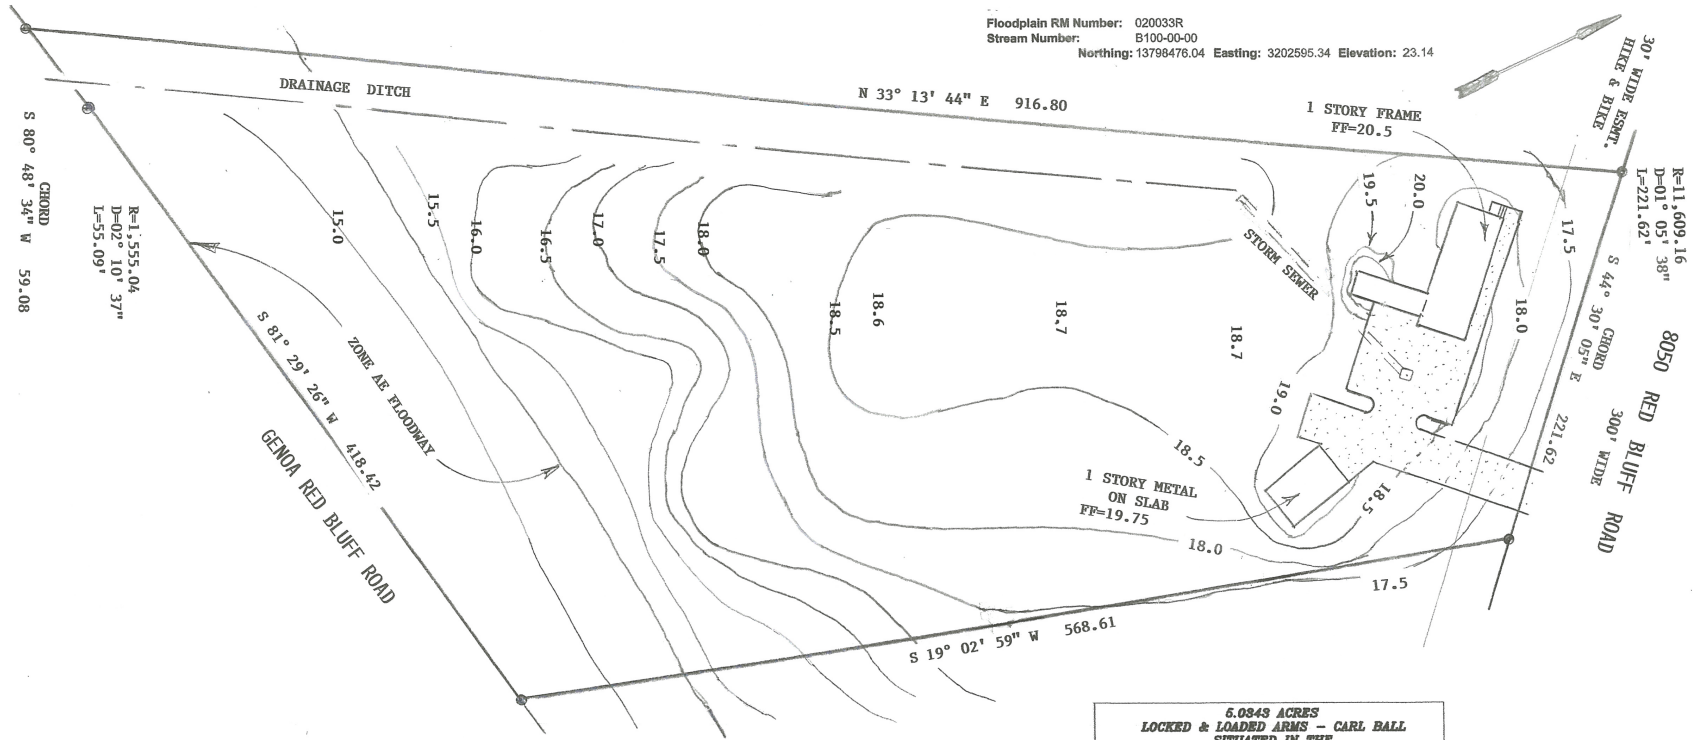 Floodplain RM Number: 020033R
Stream Number: B100-00-00
Northing: 13798476.04 Easting: 3202595.34 Elevation: 23.14
30' WIDE ESMT.
HIKE & BIKE
DRAINAGE DITCH
N 33° 13' 44" E 916.80
1 STORY FRAME
FF=20.5
R=11,609.16
D=01° 05' 38"
L=221.62'
S 80° 48' 34" W 59.08
CHORD
R=1,555.04
D=02° 10' 37"
L=55.09'
15.0
15.5
16.0
16.5
17.0
17.5
18.0
18.5
18.6
18.7
18.7
STORM SEWER
19.5
20.0
17.5
18.0
19.0
S 44° 30' 05" E 221.62
CHORD
8050 RED BLUFF ROAD
300' WIDE
ZONE AE FLOODWAY
S 81° 29' 26" W 418.42
GENOA RED BLUFF ROAD
18.5
1 STORY METAL
ON SLAB
FF=19.75
18.5
18.0
17.5
S 19° 02' 59" W 568.61
5.0343 ACRES
LOCKED & LOADED ARMS - CARL BALL
SITUATED IN THE